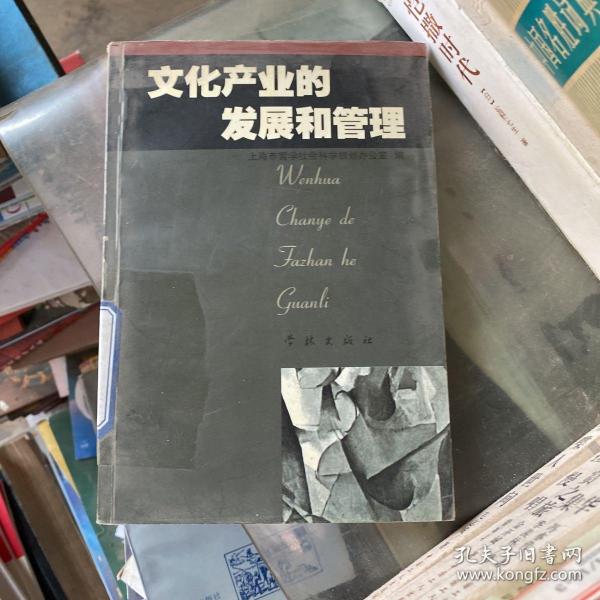 文化产业的
发展和管理
上海市哲学社会科学规划办公室 编
Wenhua
Chanye de
Fazhan he
Guanli
学林出版社
时代
孔夫子旧书网
www.kongfz.com